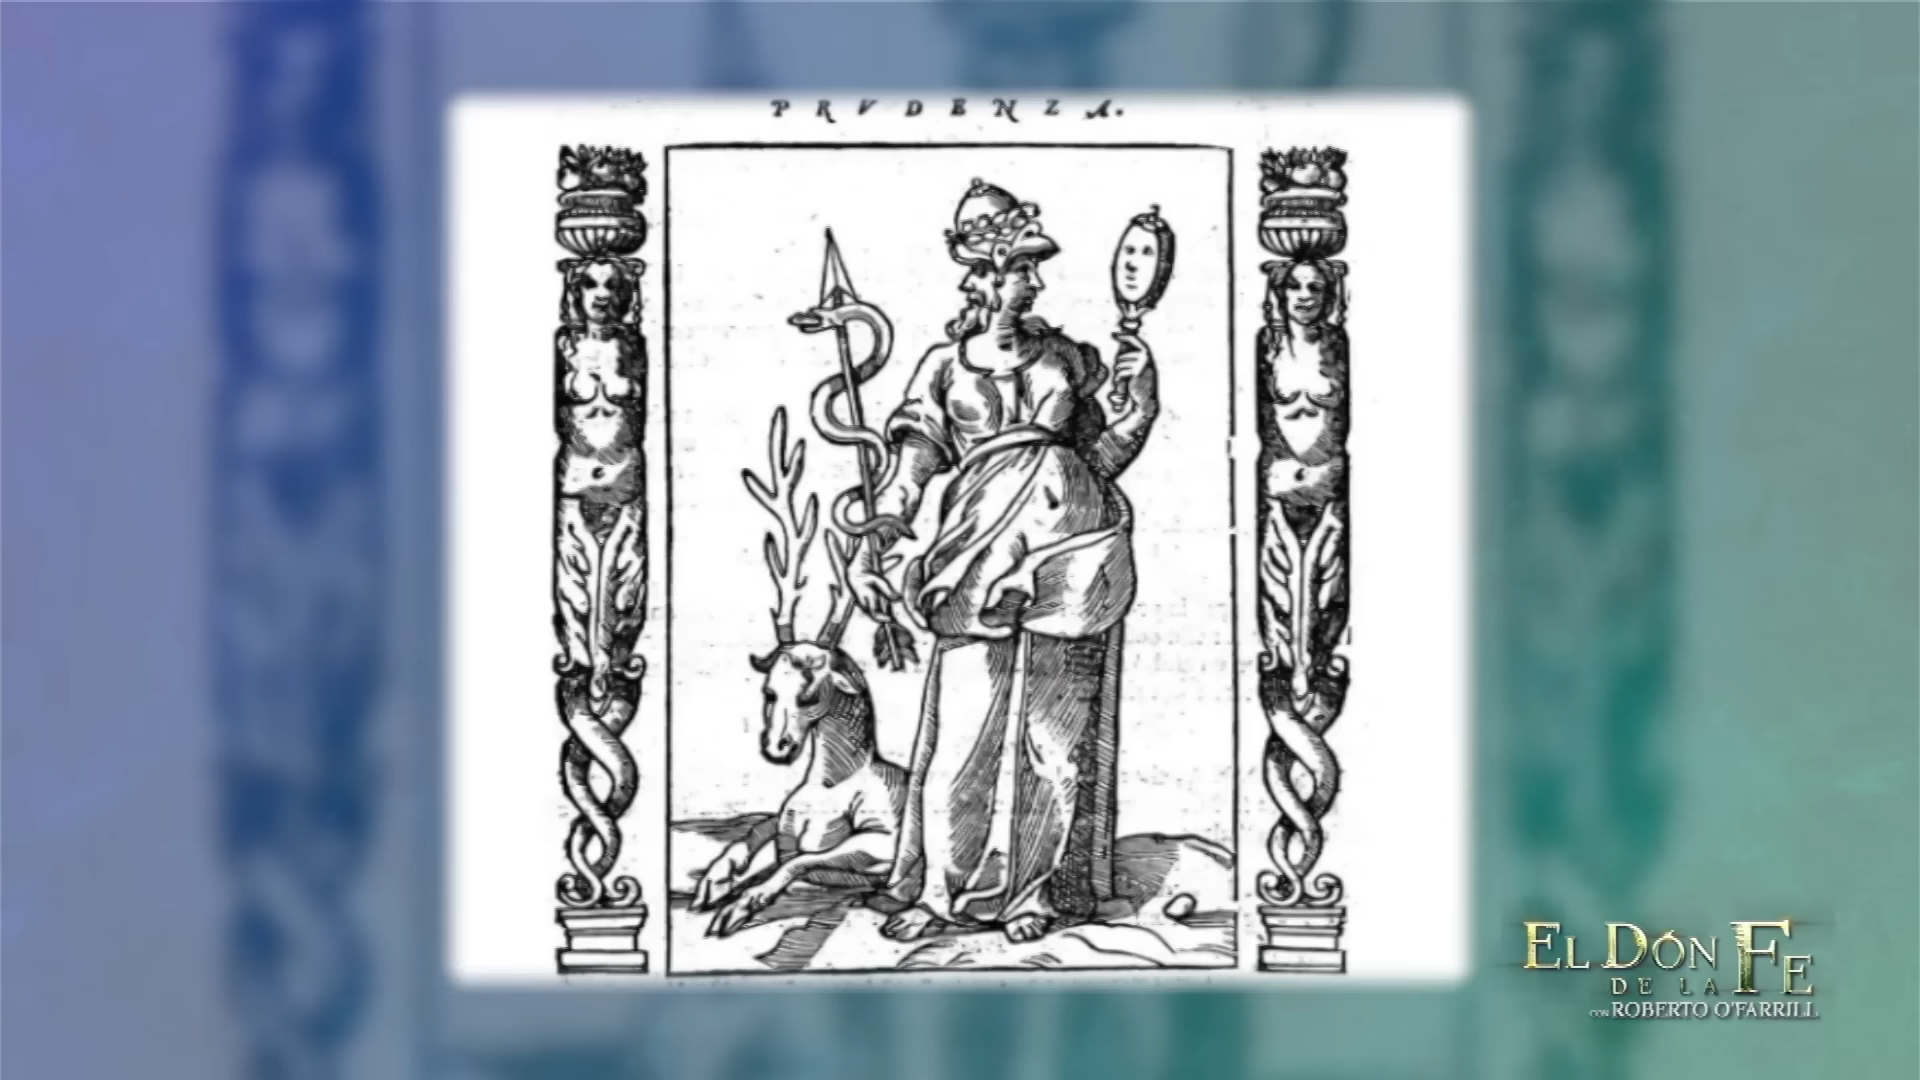 PRVDENZA.
EL DON FE
DE LA
CON ROBERTO O'FARRILL